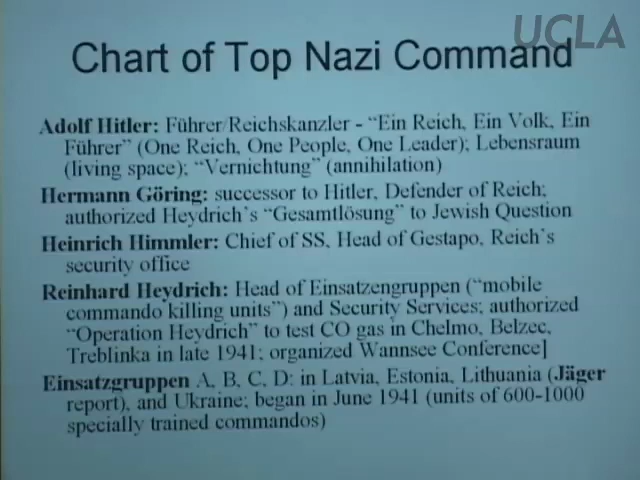 UCLA
Chart of Top Nazi Command
Adolf Hitler: Führer/Reichskanzler - “Ein Reich, Ein Volk, Ein
Führer” (One Reich, One People, One Leader); Lebensraum
(living space); “Vernichtung” (annihilation)
Hermann Göring: successor to Hitler, Defender of Reich;
authorized Heydrich’s “Gesamtlösung” to Jewish Question
Heinrich Himmler: Chief of SS, Head of Gestapo, Reich’s
security office
Reinhard Heydrich: Head of Einsatzengruppen (“mobile
commando killing units”) and Security Services; authorized
“Operation Heydrich” to test CO gas in Chelmo, Belzec,
Treblinka in late 1941; organized Wannsee Conference]
Einsatzgruppen A, B, C, D: in Latvia, Estonia, Lithuania (Jäger
report), and Ukraine; began in June 1941 (units of 600-1000
specially trained commandos)